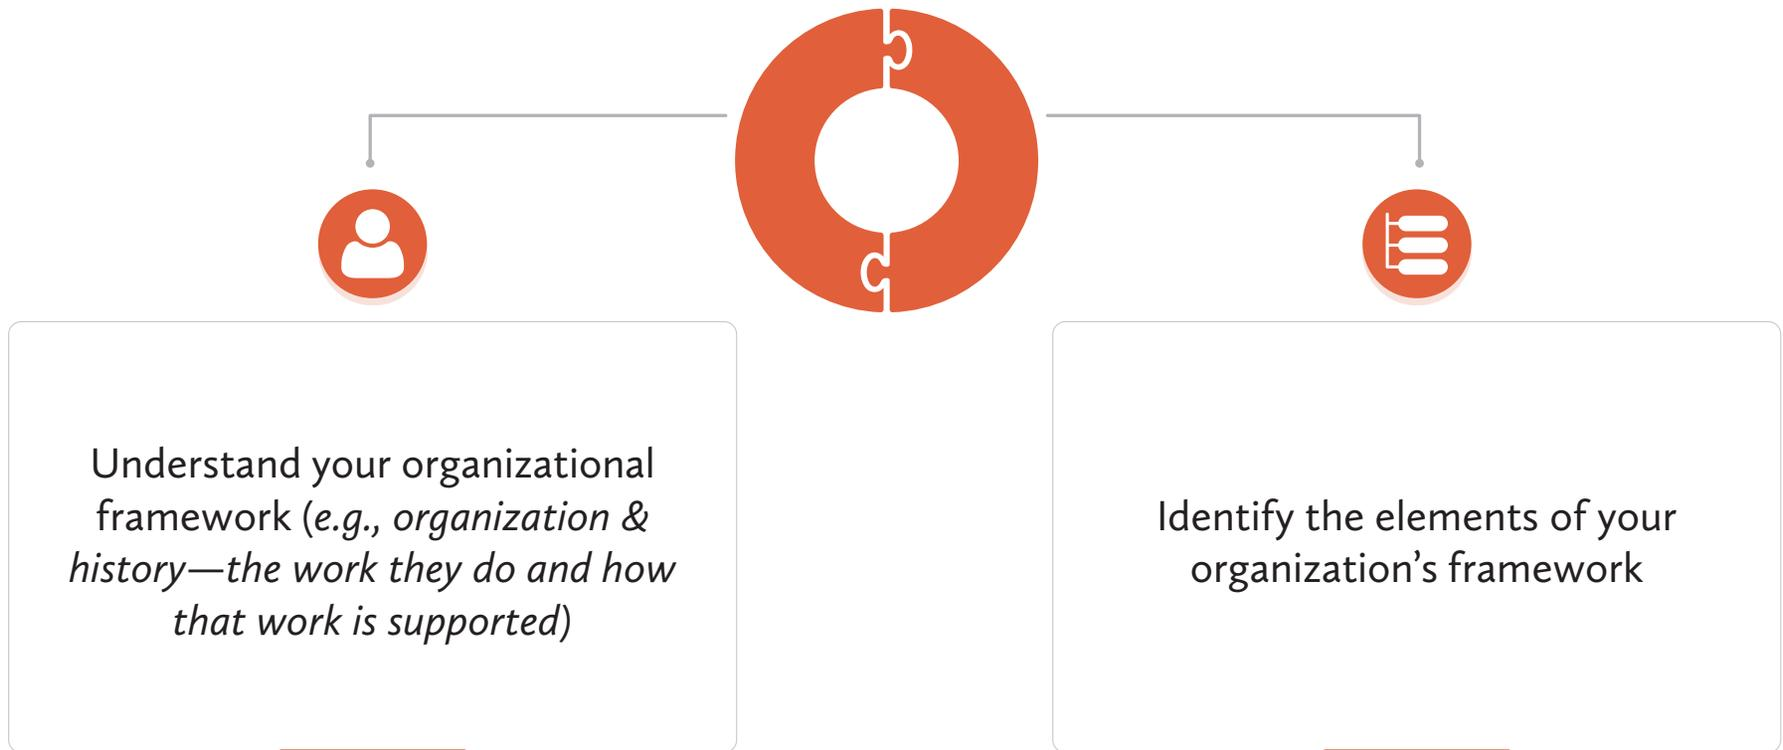 Understand your organizational
framework (e.g., organization &
history—the work they do and how
that work is supported)
Identify the elements of your
organization’s framework